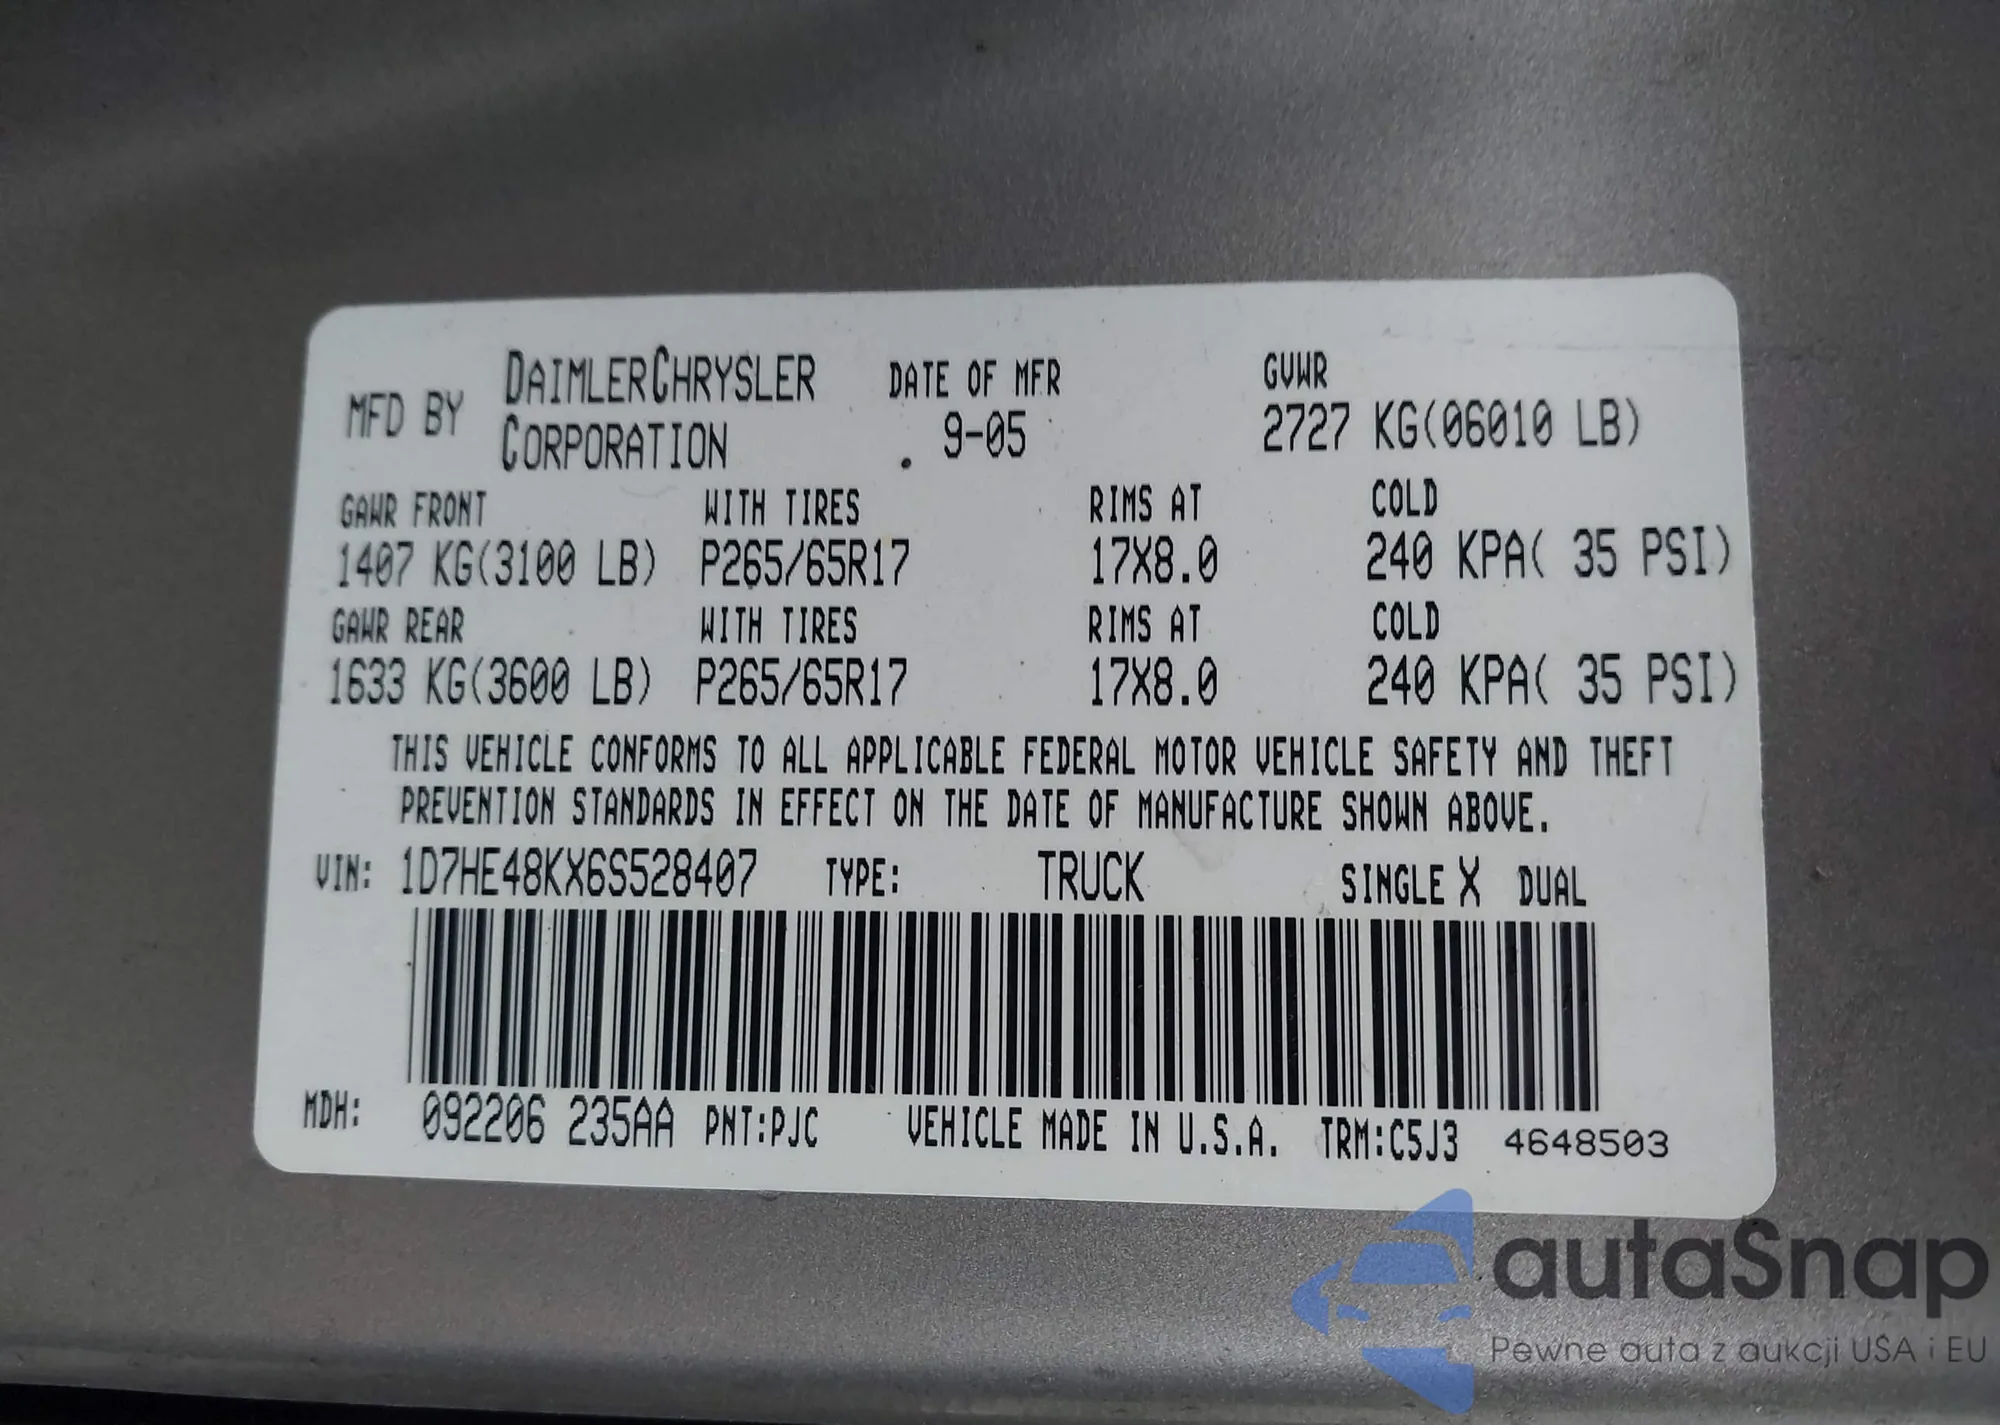 MFD BY DAIMLERCHRYSLER CORPORATION DATE OF MFR 9-05 GVWR 2727 KG(06010 LB)
GAWR FRONT WITH TIRES RIMS AT COLD
1407 KG(3100 LB) P265/65R17 17X8.0 240 KPA( 35 PSI)
GAWR REAR WITH TIRES RIMS AT COLD
1633 KG(3600 LB) P265/65R17 17X8.0 240 KPA( 35 PSI)
THIS VEHICLE CONFORMS TO ALL APPLICABLE FEDERAL MOTOR VEHICLE SAFETY AND THEFT
PREVENTION STANDARDS IN EFFECT ON THE DATE OF MANUFACTURE SHOWN ABOVE.
VIN: 1D7HE48KX6S528407 TYPE: TRUCK SINGLE X DUAL
MDH: 092206 235AA PNT:PJC VEHICLE MADE IN U.S.A. TRM:C5J3 4648503
autaSnap
Pewne auta z aukcji USA i EU